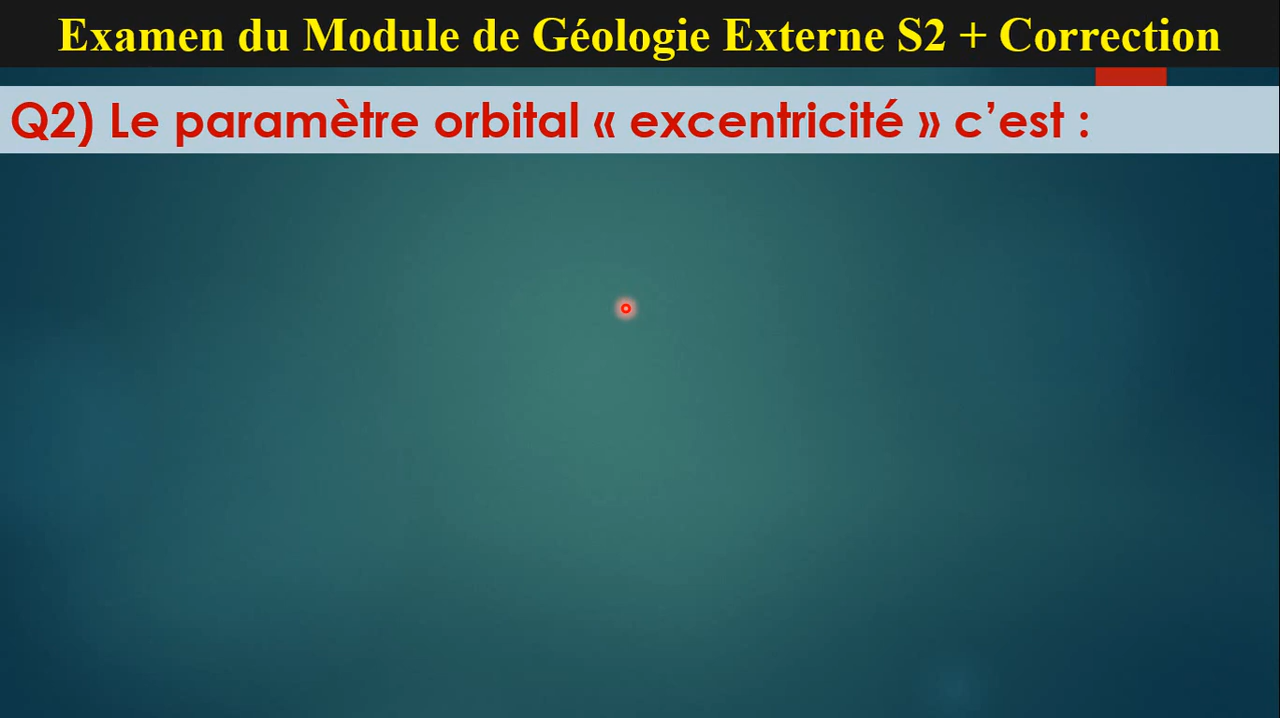 Examen du Module de Géologie Externe S2 + Correction
Q2) Le paramètre orbital « excentricité » c’est :